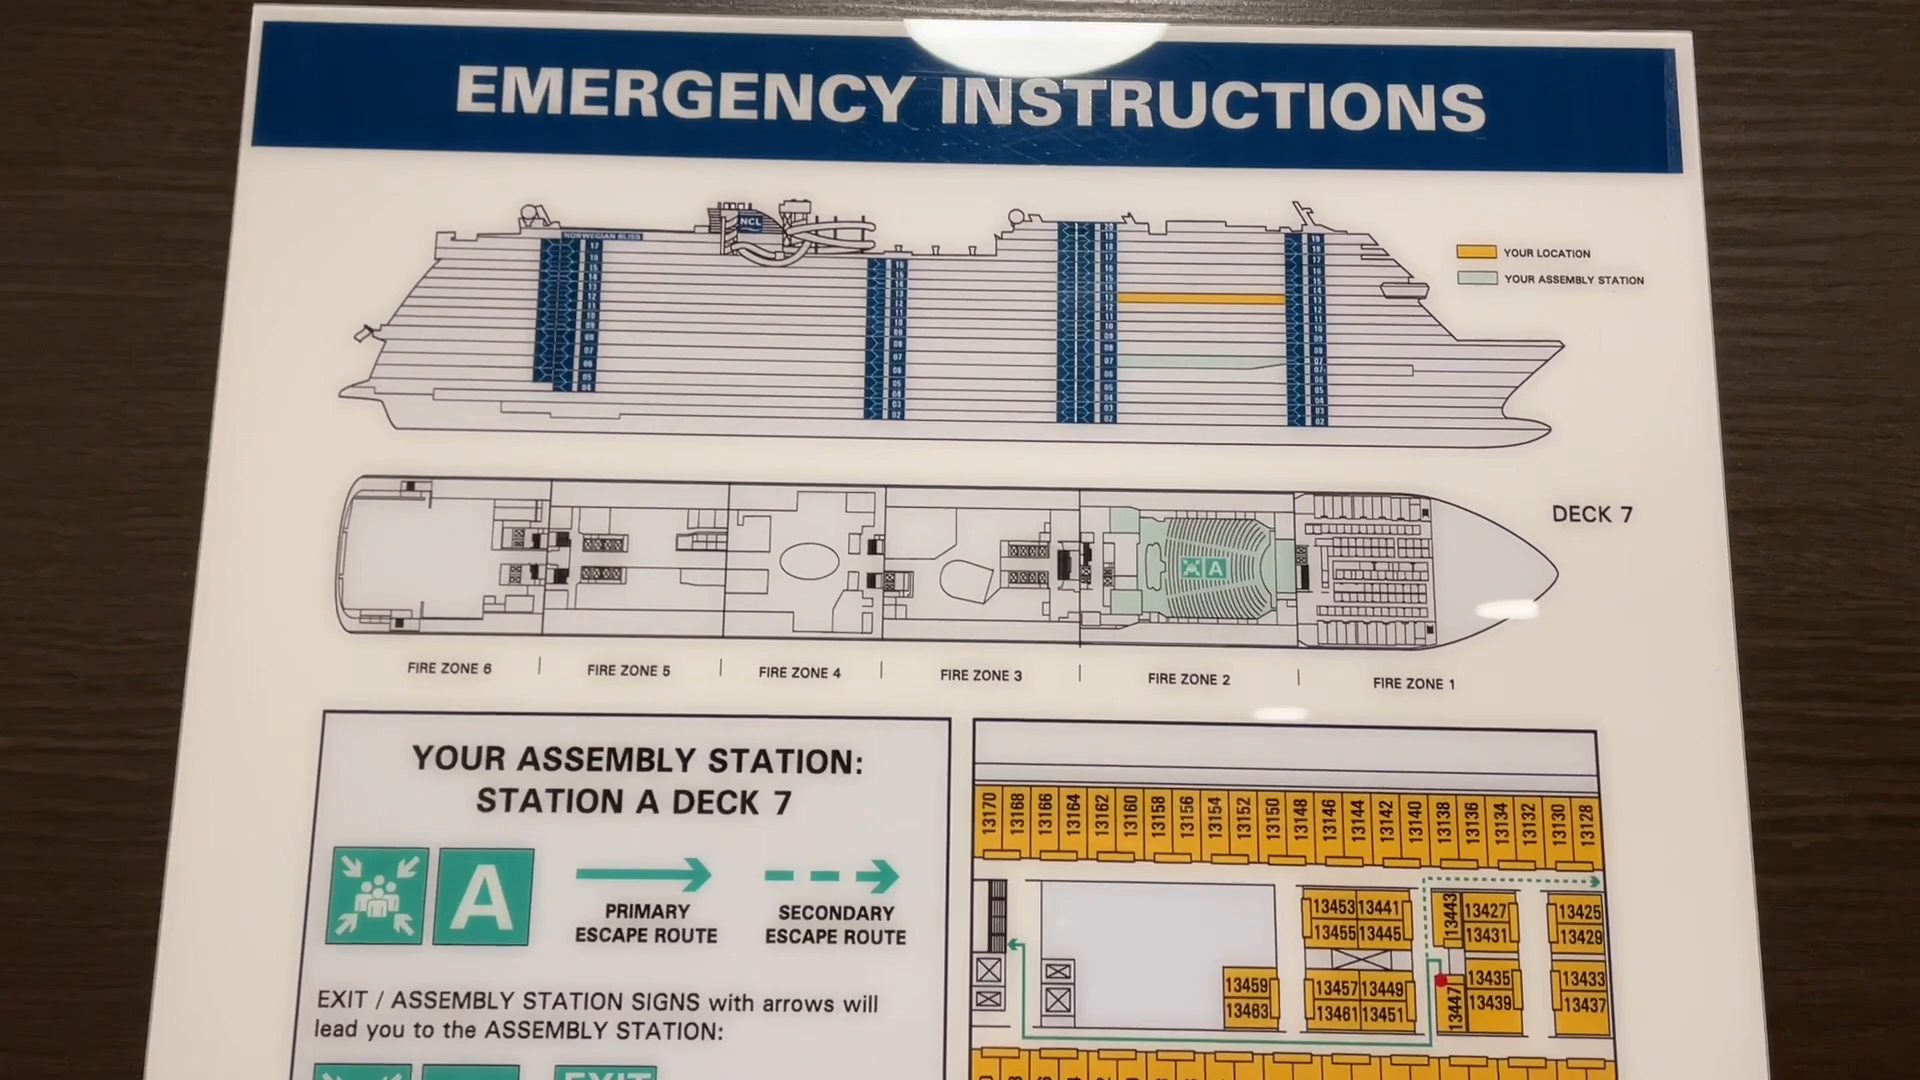 EMERGENCY INSTRUCTIONS
NCL
NORWEGIAN BLISS
YOUR LOCATION
YOUR ASSEMBLY STATION
DECK 7
A
FIRE ZONE 6
FIRE ZONE 5
FIRE ZONE 4
FIRE ZONE 3
FIRE ZONE 2
FIRE ZONE 1
YOUR ASSEMBLY STATION:
STATION A DECK 7
A
PRIMARY
ESCAPE ROUTE
SECONDARY
ESCAPE ROUTE
EXIT / ASSEMBLY STATION SIGNS with arrows will
lead you to the ASSEMBLY STATION:
EXIT
13170 13168 13166 13164 13162 13160 13158 13156 13154 13152 13150 13148 13146 13144 13142 13140 13138 13136 13134 13132 13130 13128
13453 13441 13443 13427 13425
13455 13445 13431 13429
13459 13457 13449 13447 13435 13433
13463 13461 13451 13439 13437